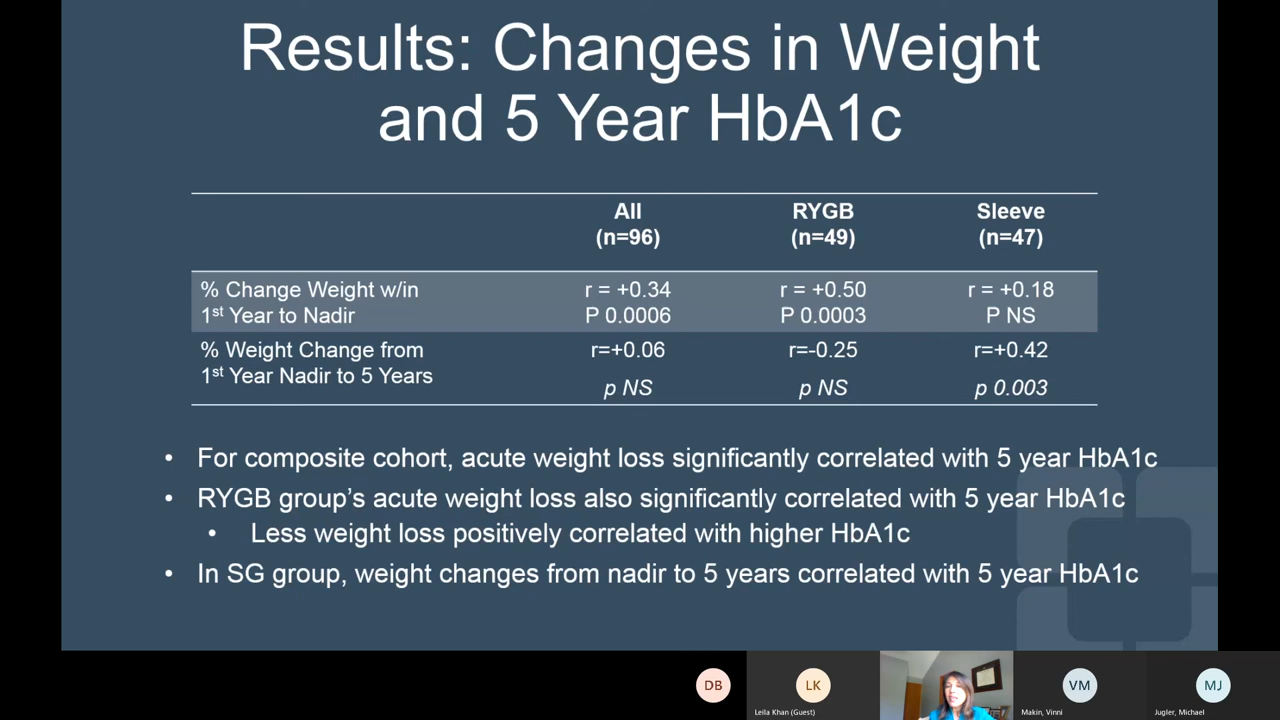 Results: Changes in Weight
and 5 Year HbA1c
All RYGB Sleeve
(n=96) (n=49) (n=47)
% Change Weight w/in r = +0.34 r = +0.50 r = +0.18
1st Year to Nadir P 0.0006 P 0.0003 P NS
% Weight Change from r=+0.06 r=-0.25 r=+0.42
1st Year Nadir to 5 Years
p NS p NS p 0.003
• For composite cohort, acute weight loss significantly correlated with 5 year HbA1c
• RYGB group's acute weight loss also significantly correlated with 5 year HbA1c
• Less weight loss positively correlated with higher HbA1c
• In SG group, weight changes from nadir to 5 years correlated with 5 year HbA1c
DB LK VM MJ
Leila Khan (Guest) Makin, Vinni Jugler, Michael